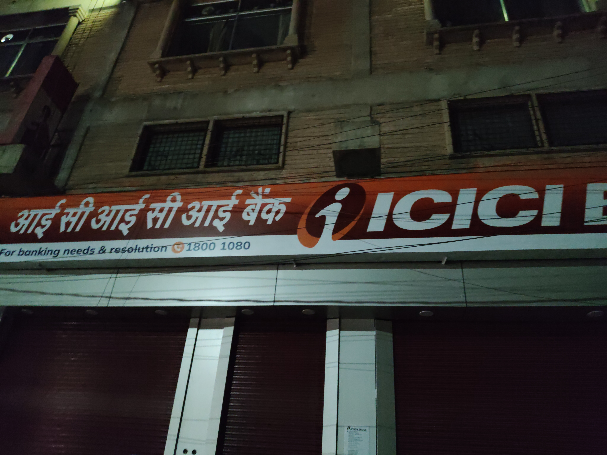 आई सी आई सी आई बैंक ICICI B
For banking needs & resolution 1800 1080